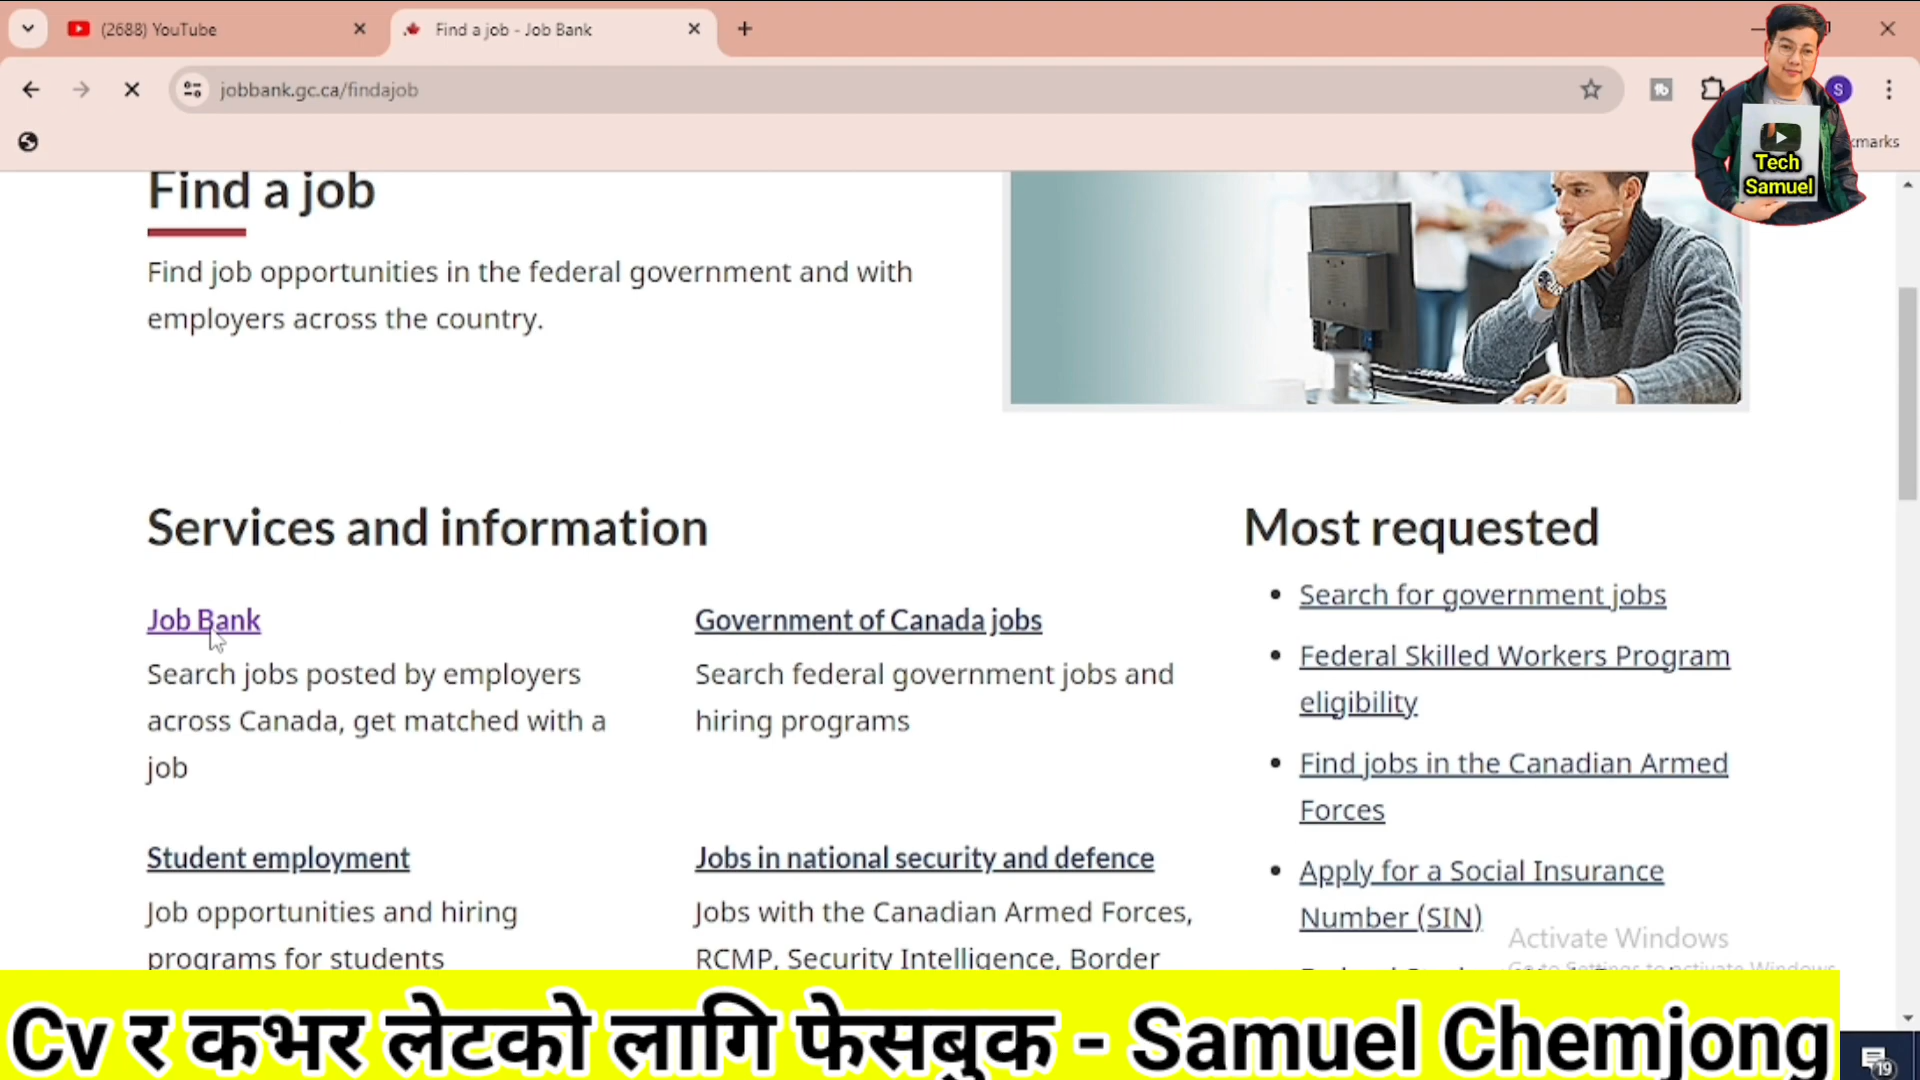 (2688) YouTube
Find a job - Job Bank
jobbank.gc.ca/findajob
S
Tech
Samuel
Find a job
Find job opportunities in the federal government and with
employers across the country.
Services and information
Job Bank
Search jobs posted by employers
across Canada, get matched with a
job
Government of Canada jobs
Search federal government jobs and
hiring programs
Student employment
Job opportunities and hiring
programs for students
Jobs in national security and defence
Jobs with the Canadian Armed Forces,
RCMP, Security Intelligence, Border
Most requested
Search for government jobs
Federal Skilled Workers Program
eligibility
Find jobs in the Canadian Armed
Forces
Apply for a Social Insurance
Number (SIN)
Activate Windows
Cv र कभर लेटको लागि फेसबुक - Samuel Chemjong
19